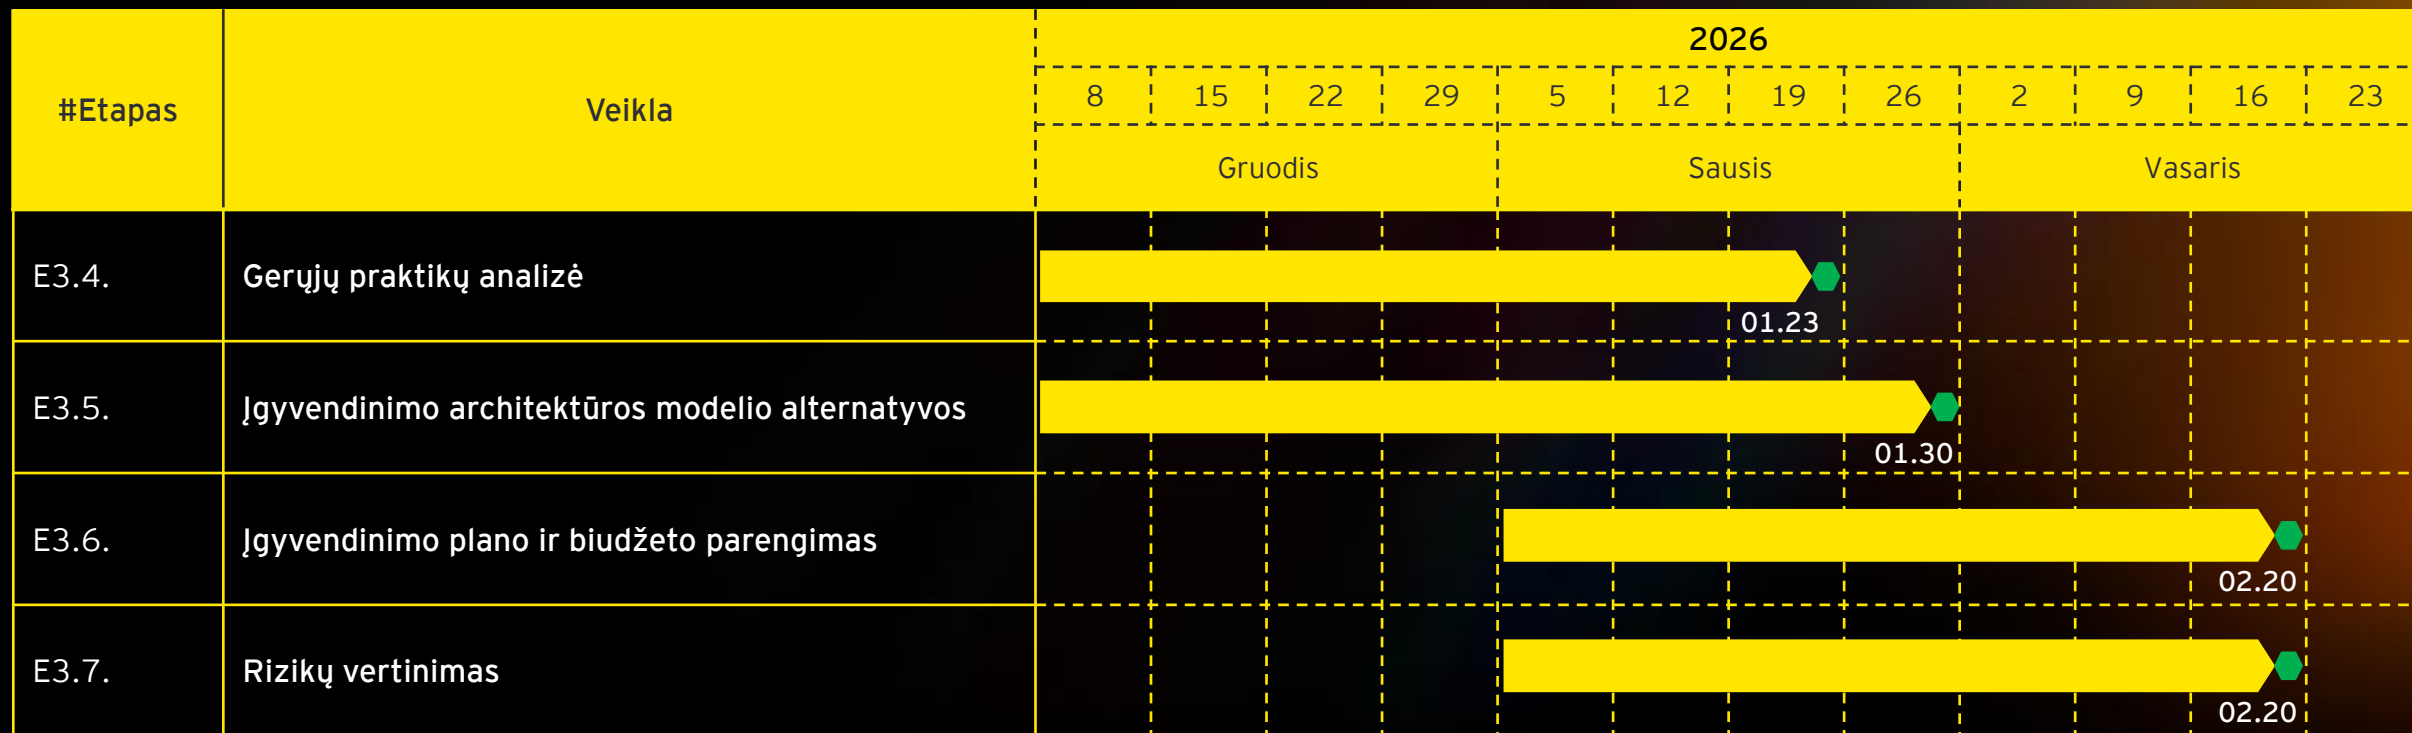 #Etapas
Veikla
2026
8 15 22 29 5 12 19 26 2 9 16 23
Gruodis Sausis Vasaris
E3.4. Gerųjų praktikų analizė
01.23
E3.5. Įgyvendinimo architektūros modelio alternatyvos
01.30
E3.6. Įgyvendinimo plano ir biudžeto parengimas
02.20
E3.7. Rizikų vertinimas
02.20